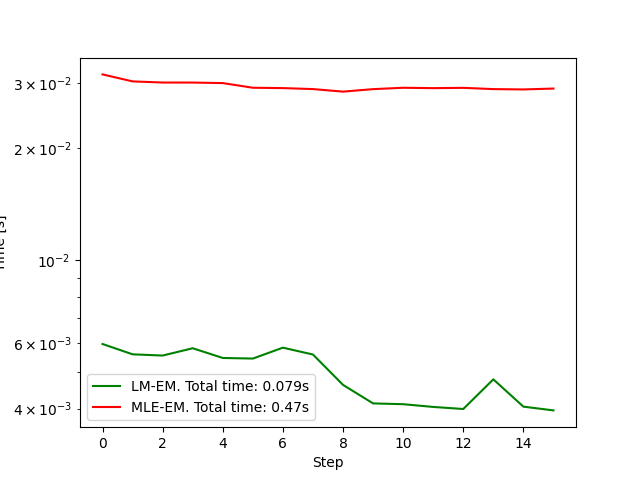 3 × 10⁻²
2 × 10⁻²
10⁻²
6 × 10⁻³
4 × 10⁻³
LM-EM. Total time: 0.079s
MLE-EM. Total time: 0.47s
0 2 4 6 8 10 12 14
Step